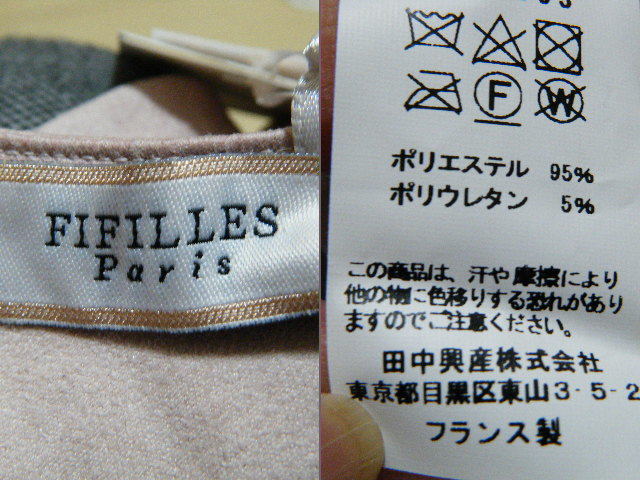 FIFILLES
Paris
F W
ポリエステル 95%
ポリウレタン 5%
この商品は、汗や摩擦により
他の物に色移りする恐れがあり
ますのでご注意ください。
田中興産株式会社
東京都目黒区東山3-5-2
フランス製